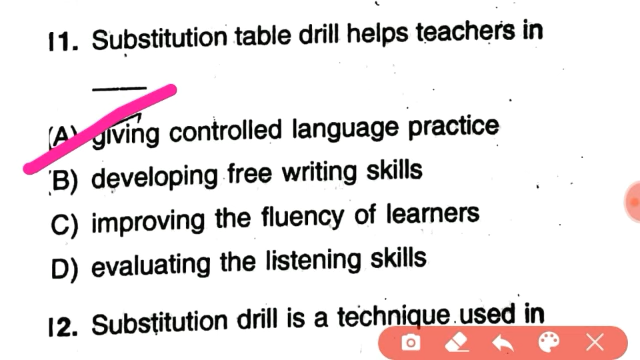 11. Substitution table drill helps teachers in
____
(A) giving controlled language practice
(B) developing free writing skills
C) improving the fluency of learners
D) evaluating the listening skills
12. Substitution drill is a technique used in